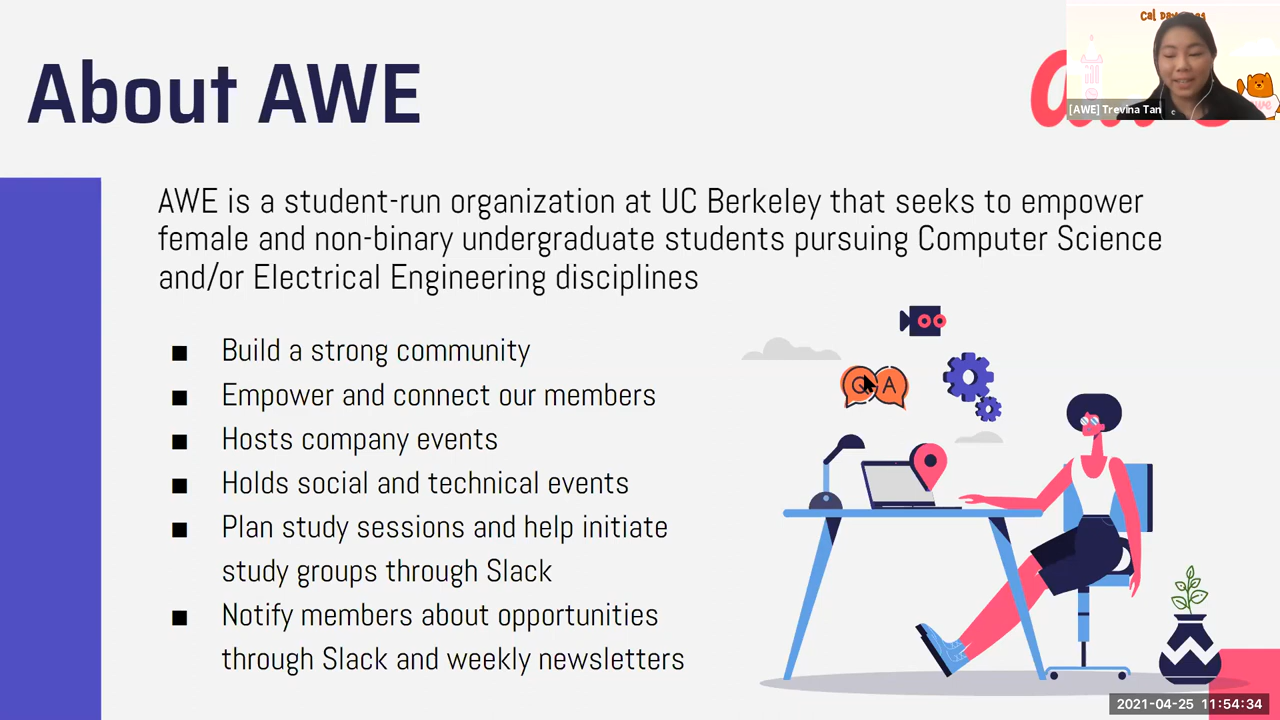 About AWE
[AWE] Trevina Tan
AWE is a student-run organization at UC Berkeley that seeks to empower
female and non-binary undergraduate students pursuing Computer Science
and/or Electrical Engineering disciplines
■ Build a strong community
■ Empower and connect our members
■ Hosts company events
■ Holds social and technical events
■ Plan study sessions and help initiate
study groups through Slack
■ Notify members about opportunities
through Slack and weekly newsletters
Q A
2021-04-25 11:54:34